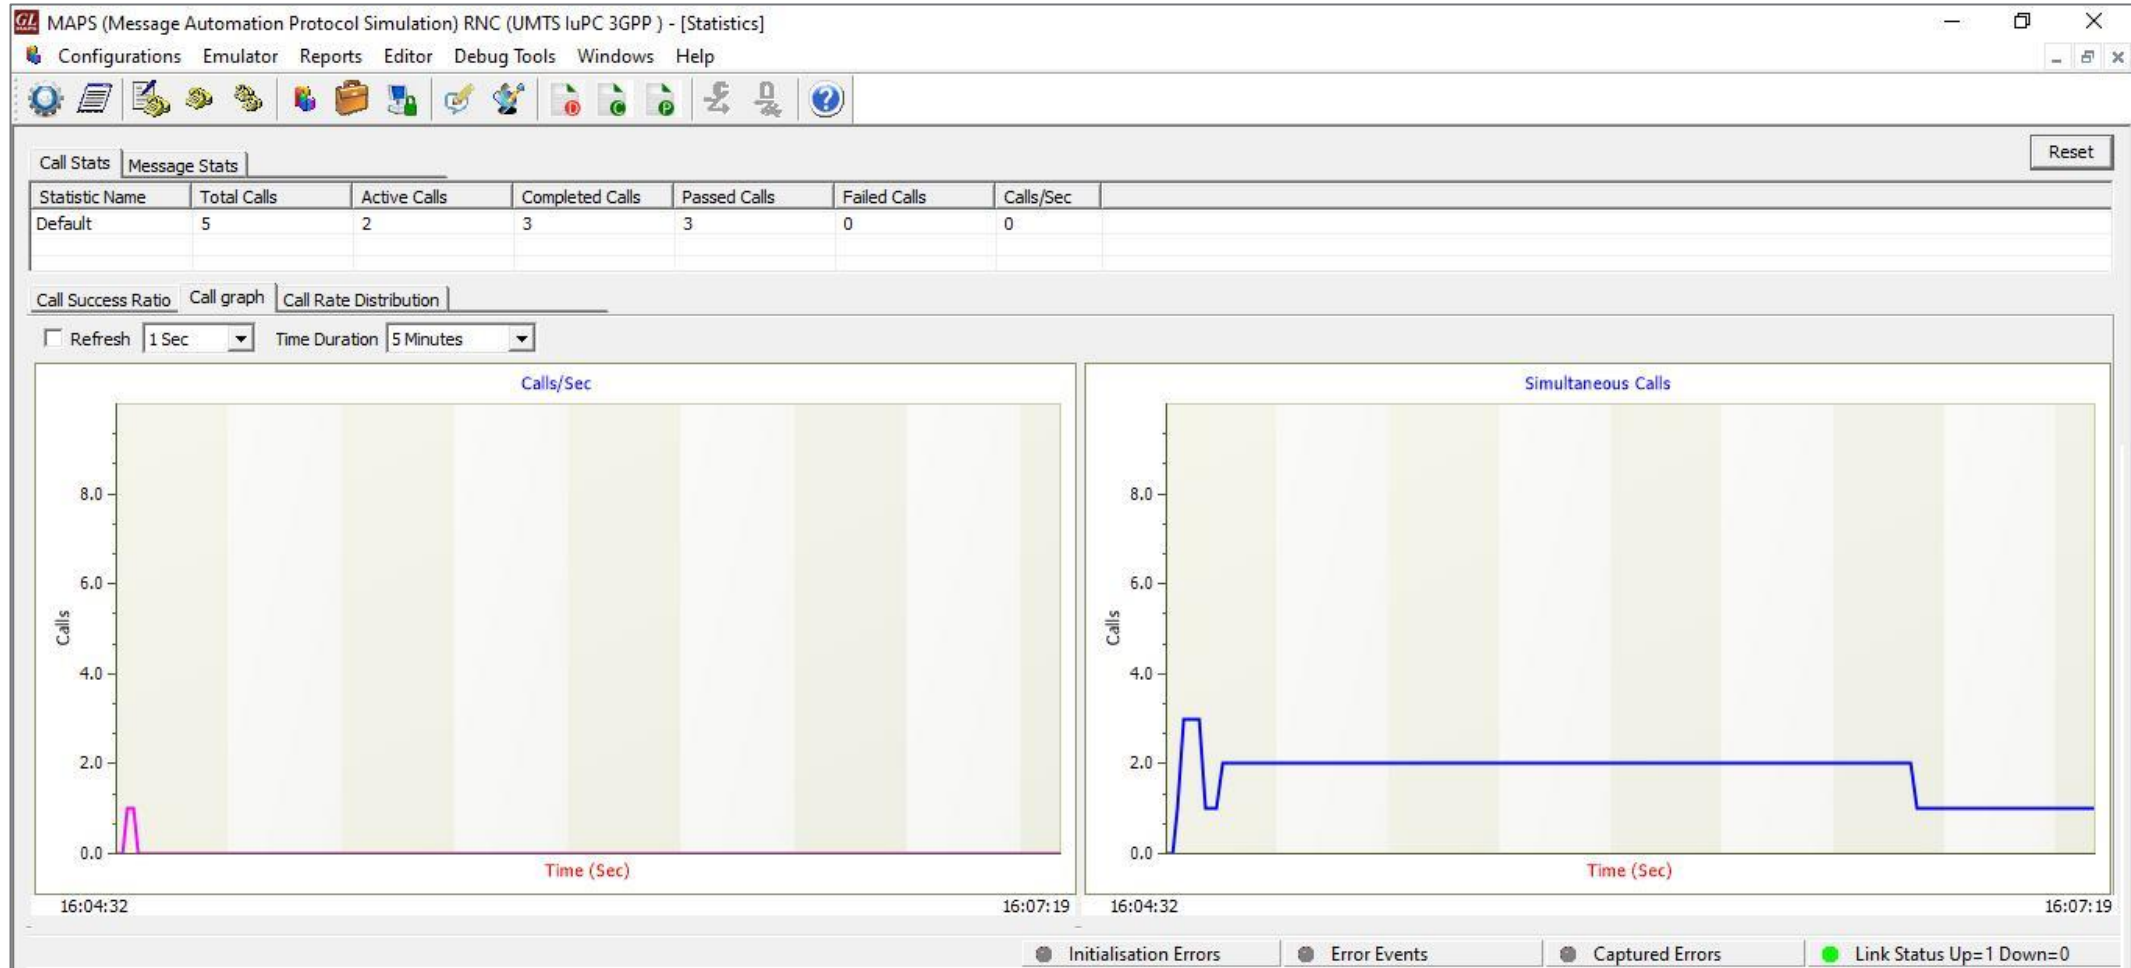 GL MAPS MAPS (Message Automation Protocol Simulation) RNC (UMTS IuPC 3GPP ) - [Statistics]
Configurations Emulator Reports Editor Debug Tools Windows Help
D C P ?
Reset
Call Stats Message Stats
Statistic Name Total Calls Active Calls Completed Calls Passed Calls Failed Calls Calls/Sec
Default 5 2 3 3 0 0
Call Success Ratio Call graph Call Rate Distribution
Refresh 1 Sec Time Duration 5 Minutes
Calls/Sec
8.0
6.0
Calls
4.0
2.0
0.0
Time (Sec)
16:04:32 16:07:19
Simultaneous Calls
8.0
6.0
Calls
4.0
2.0
0.0
Time (Sec)
16:04:32 16:07:19
Initialisation Errors Error Events Captured Errors Link Status Up=1 Down=0